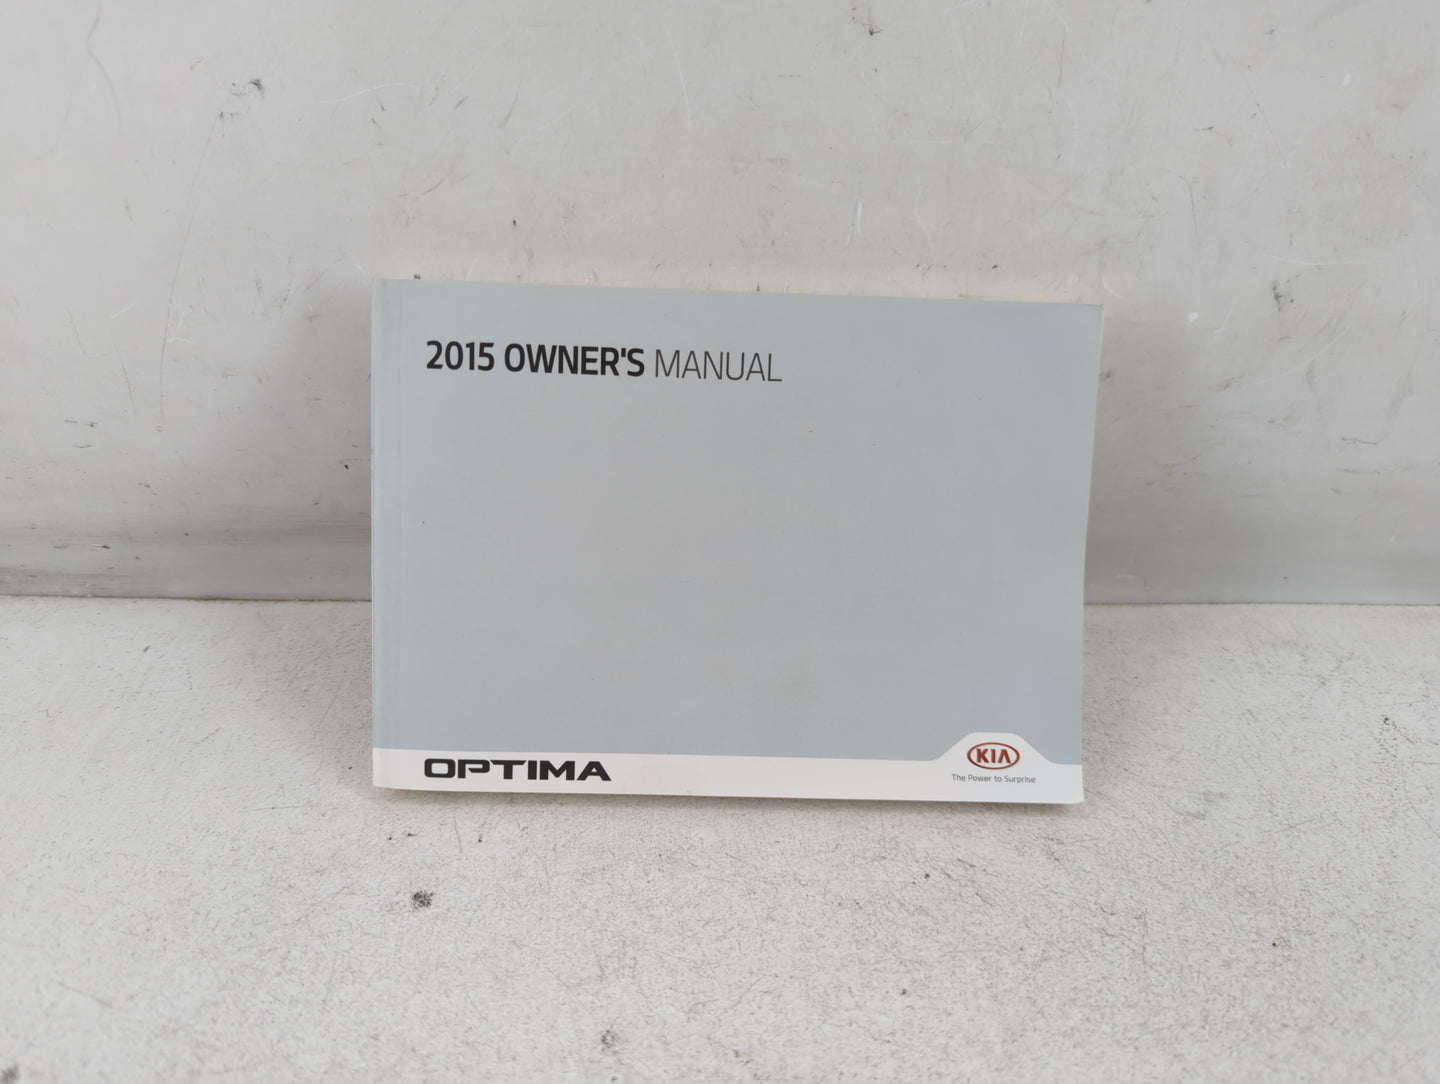 2015 OWNER'S MANUAL
OPTIMA
KIA
The Power to Surprise